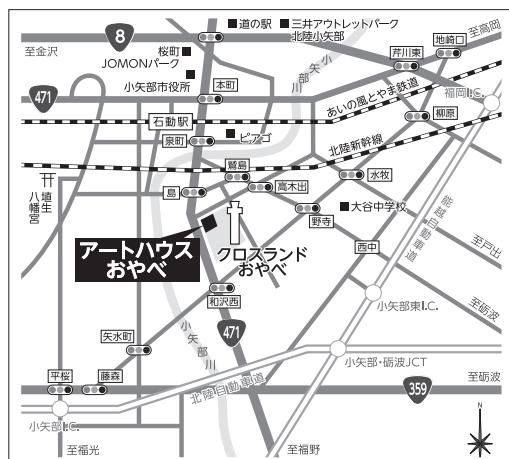 至金沢
8
道の駅
三井アウトレットパーク
北陸小矢部
至高岡
地崎口
芹川東
桜町
JOMONパーク
小矢部市役所
小矢部川
471
本町
あいの風とやま鉄道
福岡I.C.
石動駅
柳原
泉町
ピアゴ
北陸新幹線
鷲島
水牧
埴生
八幡宮
島
高木出
大谷中学校
能越自動車道
野寺
至戸出
アートハウス
おやべ
クロスランド
おやべ
西中
和沢西
小矢部東I.C.
至砺波
矢水町
小矢部川
471
小矢部・砺波JCT
平桜
藤森
北陸自動車道
359
至砺波
小矢部I.C.
至福光
至福野
N